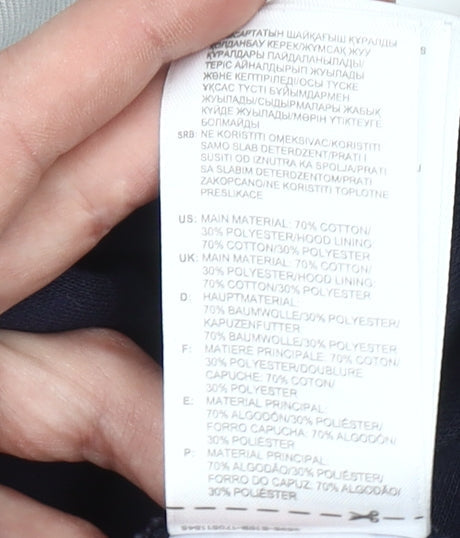 АҒАРТАТЫН ШАЙҚАҒЫШ ҚҰРАЛДЫ
ҚОЛДАНБАУ КЕРЕК/ЖҰМСАҚ ЖУУ
ҚҰРАЛДАРЫ ПАЙДАЛАНЫЛАДЫ/
ТЕРІС АЙНАЛДЫРЫП ЖУЫЛАДЫ
ЖӘНЕ КЕПТІРІЛЕДІ/ОСЫ ТҮСКЕ
ҰҚСАС ТҮСТІ БҰЙЫМДАРМЕН
ЖУЫЛАДЫ/СЫДЫРМАЛАРЫ ЖАБЫҚ
КҮЙДЕ ЖУЫЛАДЫ/МӨРІН ҮТІКТЕУГЕ
БОЛМАЙДЫ
SRB: NE KORISTITI OMEKSIVAC/KORISTITI
SAMO SLAB DETERDZENT/PRATI I
SUSITI OD IZNUTRA KA SPOLJA/PRATI
SA SLABIM DETERDZENTOM/PRATI
ZAKOPCANO/NE KORISTITI TOPLOTNE
PRESLIKACE
US: MAIN MATERIAL: 70% COTTON/
30% POLYESTER/HOOD LINING:
70% COTTON/30% POLYESTER
UK: MAIN MATERIAL: 70% COTTON/
30% POLYESTER/HOOD LINING:
70% COTTON/30% POLYESTER
D: HAUPTMATERIAL:
70% BAUMWOLLE/30% POLYESTER/
KAPUZENFUTTER:
70% BAUMWOLLE/30% POLYESTER
F: MATIERE PRINCIPALE: 70% COTON/
30% POLYESTER/DOUBLURE
CAPUCHE: 70% COTON/
30% POLYESTER
E: MATERIAL PRINCIPAL:
70% ALGODÓN/30% POLIÉSTER/
FORRO CAPUCHA: 70% ALGODÓN/
30% POLIÉSTER
P: MATERIAL PRINCIPAL:
70% ALGODÃO/30% POLIÉSTER/
FORRO DO CAPUZ: 70% ALGODÃO/
30% POLIÉSTER